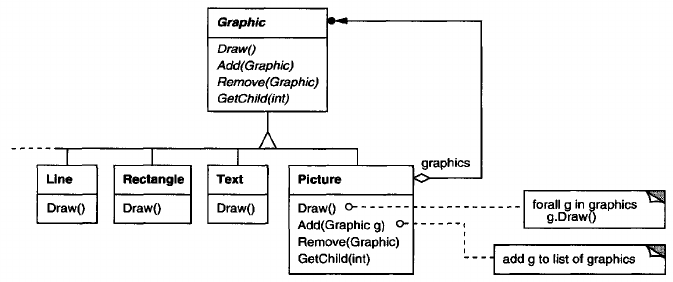 Graphic
Draw()
Add(Graphic)
Remove(Graphic)
GetChild(int)
graphics
Line
Draw()
Rectangle
Draw()
Text
Draw()
Picture
Draw()
Add(Graphic g)
Remove(Graphic)
GetChild(int)
forall g in graphics
g.Draw()
add g to list of graphics